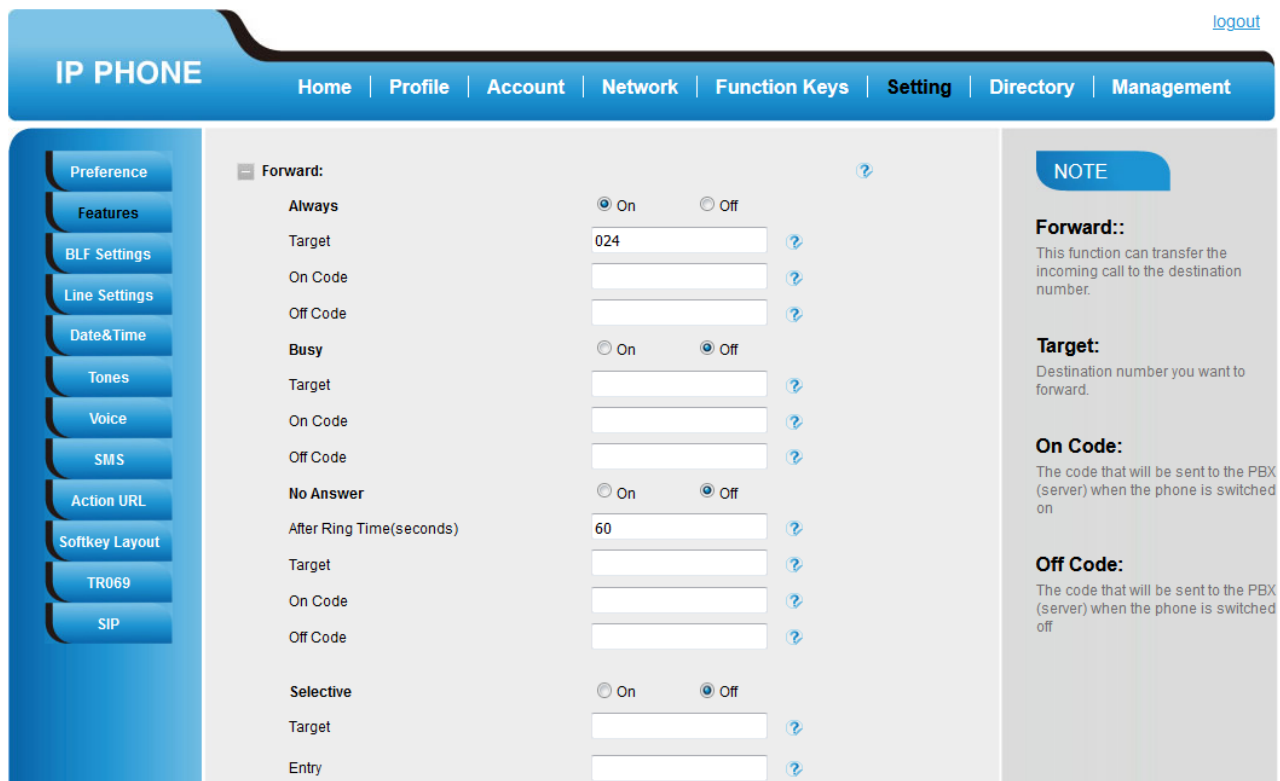 logout
IP PHONE
Home | Profile | Account | Network | Function Keys | Setting | Directory | Management
Preference
Features
BLF Settings
Line Settings
Date&Time
Tones
Voice
SMS
Action URL
Softkey Layout
TR069
SIP
Forward:
Always On Off
Target 024
On Code
Off Code
Busy On Off
Target
On Code
Off Code
No Answer On Off
After Ring Time(seconds) 60
Target
On Code
Off Code
Selective On Off
Target
Entry
NOTE
Forward::
This function can transfer the
incoming call to the destination
number.
Target:
Destination number you want to
forward.
On Code:
The code that will be sent to the PBX
(server) when the phone is switched
on
Off Code:
The code that will be sent to the PBX
(server) when the phone is switched
off